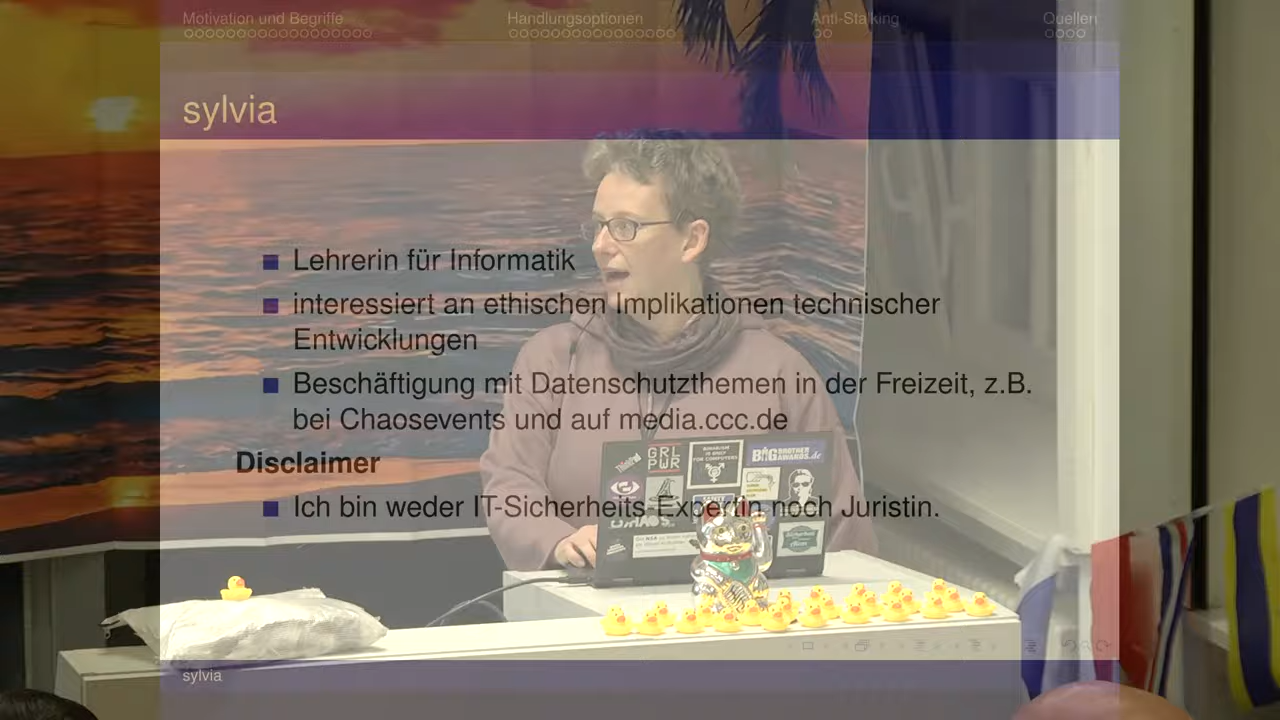 Motivation und Begriffe Handlungsoptionen Anti-Stalking Quellen
sylvia
Lehrerin für Informatik
interessiert an ethischen Implikationen technischer
Entwicklungen
Beschäftigung mit Datenschutzthemen in der Freizeit, z.B.
bei Chaosevents und auf media.ccc.de
Disclaimer
Ich bin weder IT-Sicherheits-Expertin noch Juristin.
GRL
PWR
FOR COMPUTERS
BIG BROTHER
AWARDS.de
sylvia